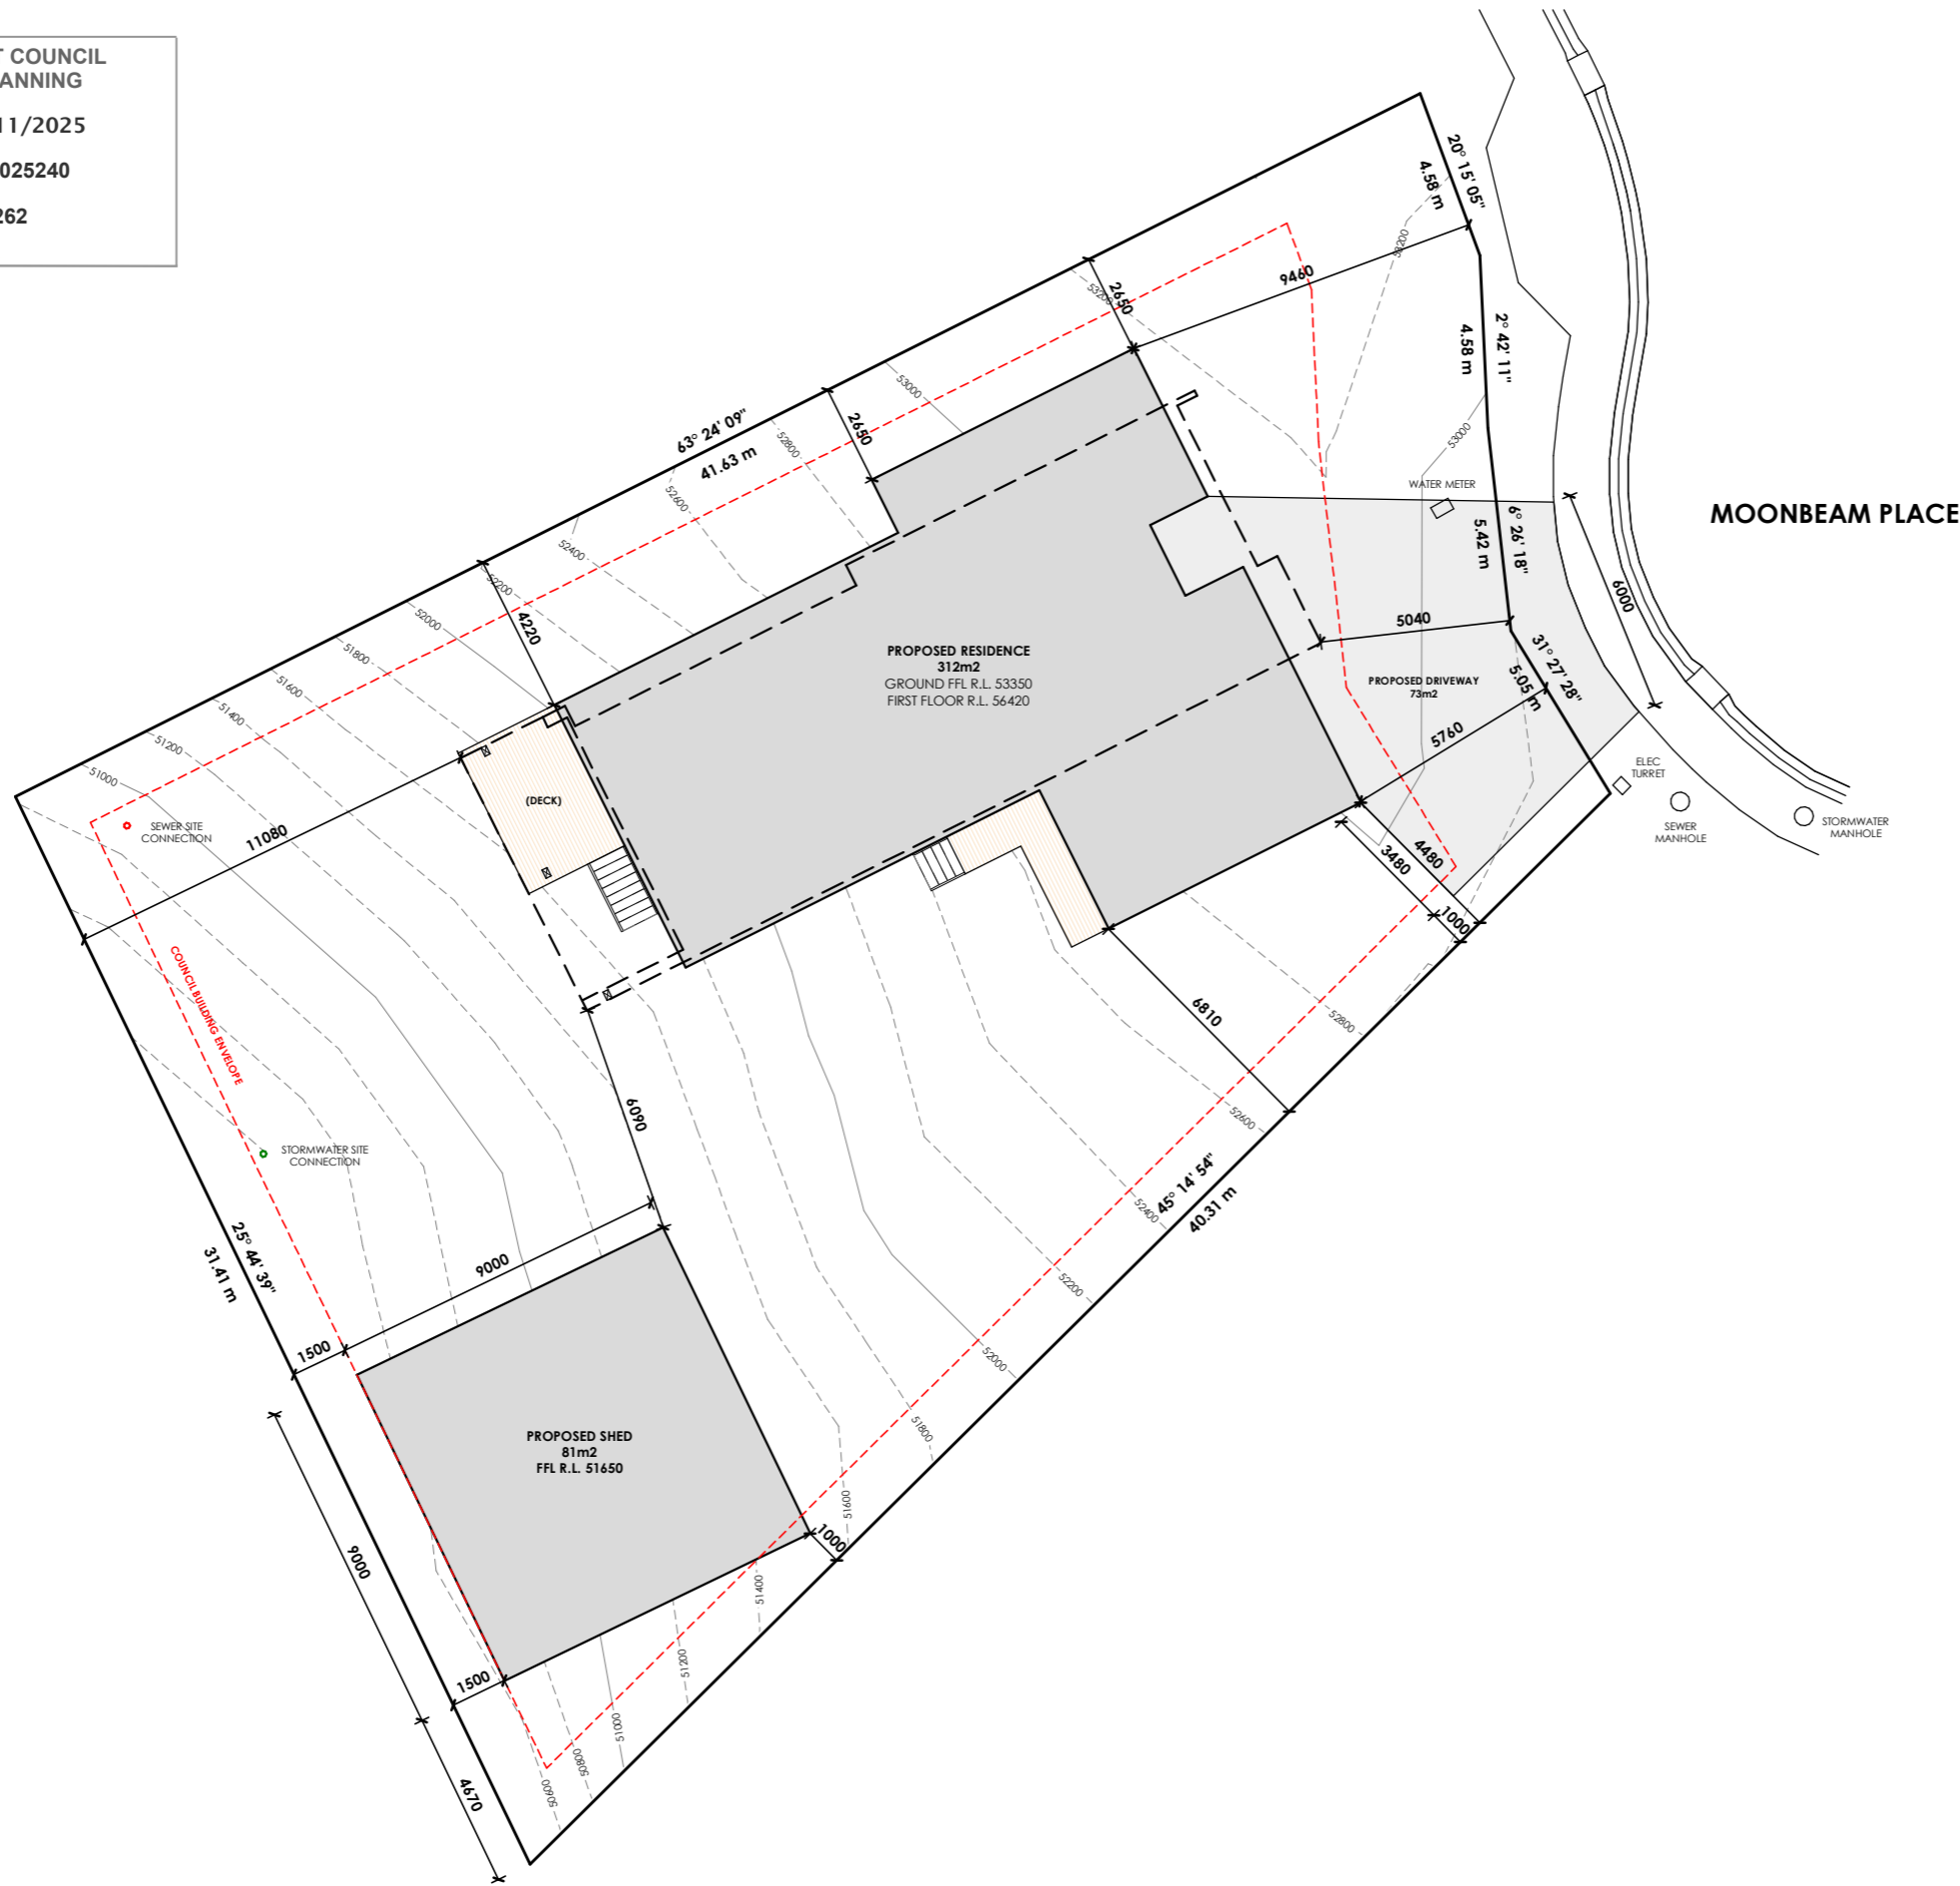 T COUNCIL
ANNING
11/2025
025240
262
20° 15' 05"
4.58 m
53200
9460
2650
53200
2° 42' 11"
4.58 m
53000
63° 24' 09"
41.63 m
2650
52800
52600
53000
WATER METER
MOONBEAM PLACE
6° 26' 18"
5.42 m
6000
52400
52200
4220
52000
51800
51600
51400
51200
51000
PROPOSED RESIDENCE
312m2
GROUND FFL R.L. 53350
FIRST FLOOR R.L. 56420
5040
31° 27' 28"
5.05 m
PROPOSED DRIVEWAY
73m2
5760
ELEC
TURRET
SEWER
MANHOLE
STORMWATER
MANHOLE
(DECK)
SEWER SITE
CONNECTION
11080
4480
3480
1000
COUNCIL BUILDING ENVELOPE
6810
52800
6090
52600
STORMWATER SITE
CONNECTION
45° 14' 54"
40.31 m
52400
25° 44' 39"
31.41 m
9000
52200
1500
52000
51800
PROPOSED SHED
81m2
FFL R.L. 51650
51600
1000
9000
51400
51200
1500
51000
50800
50600
4670